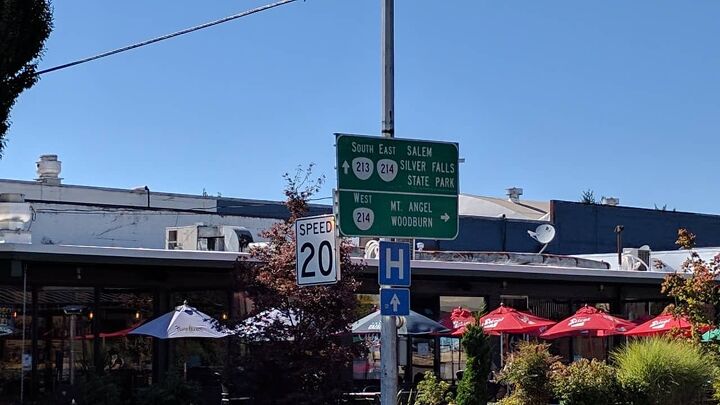 SOUTH EAST SALEM
213 214 SILVER FALLS
STATE PARK
WEST MT. ANGEL
214 WOODBURN
SPEED
20
H